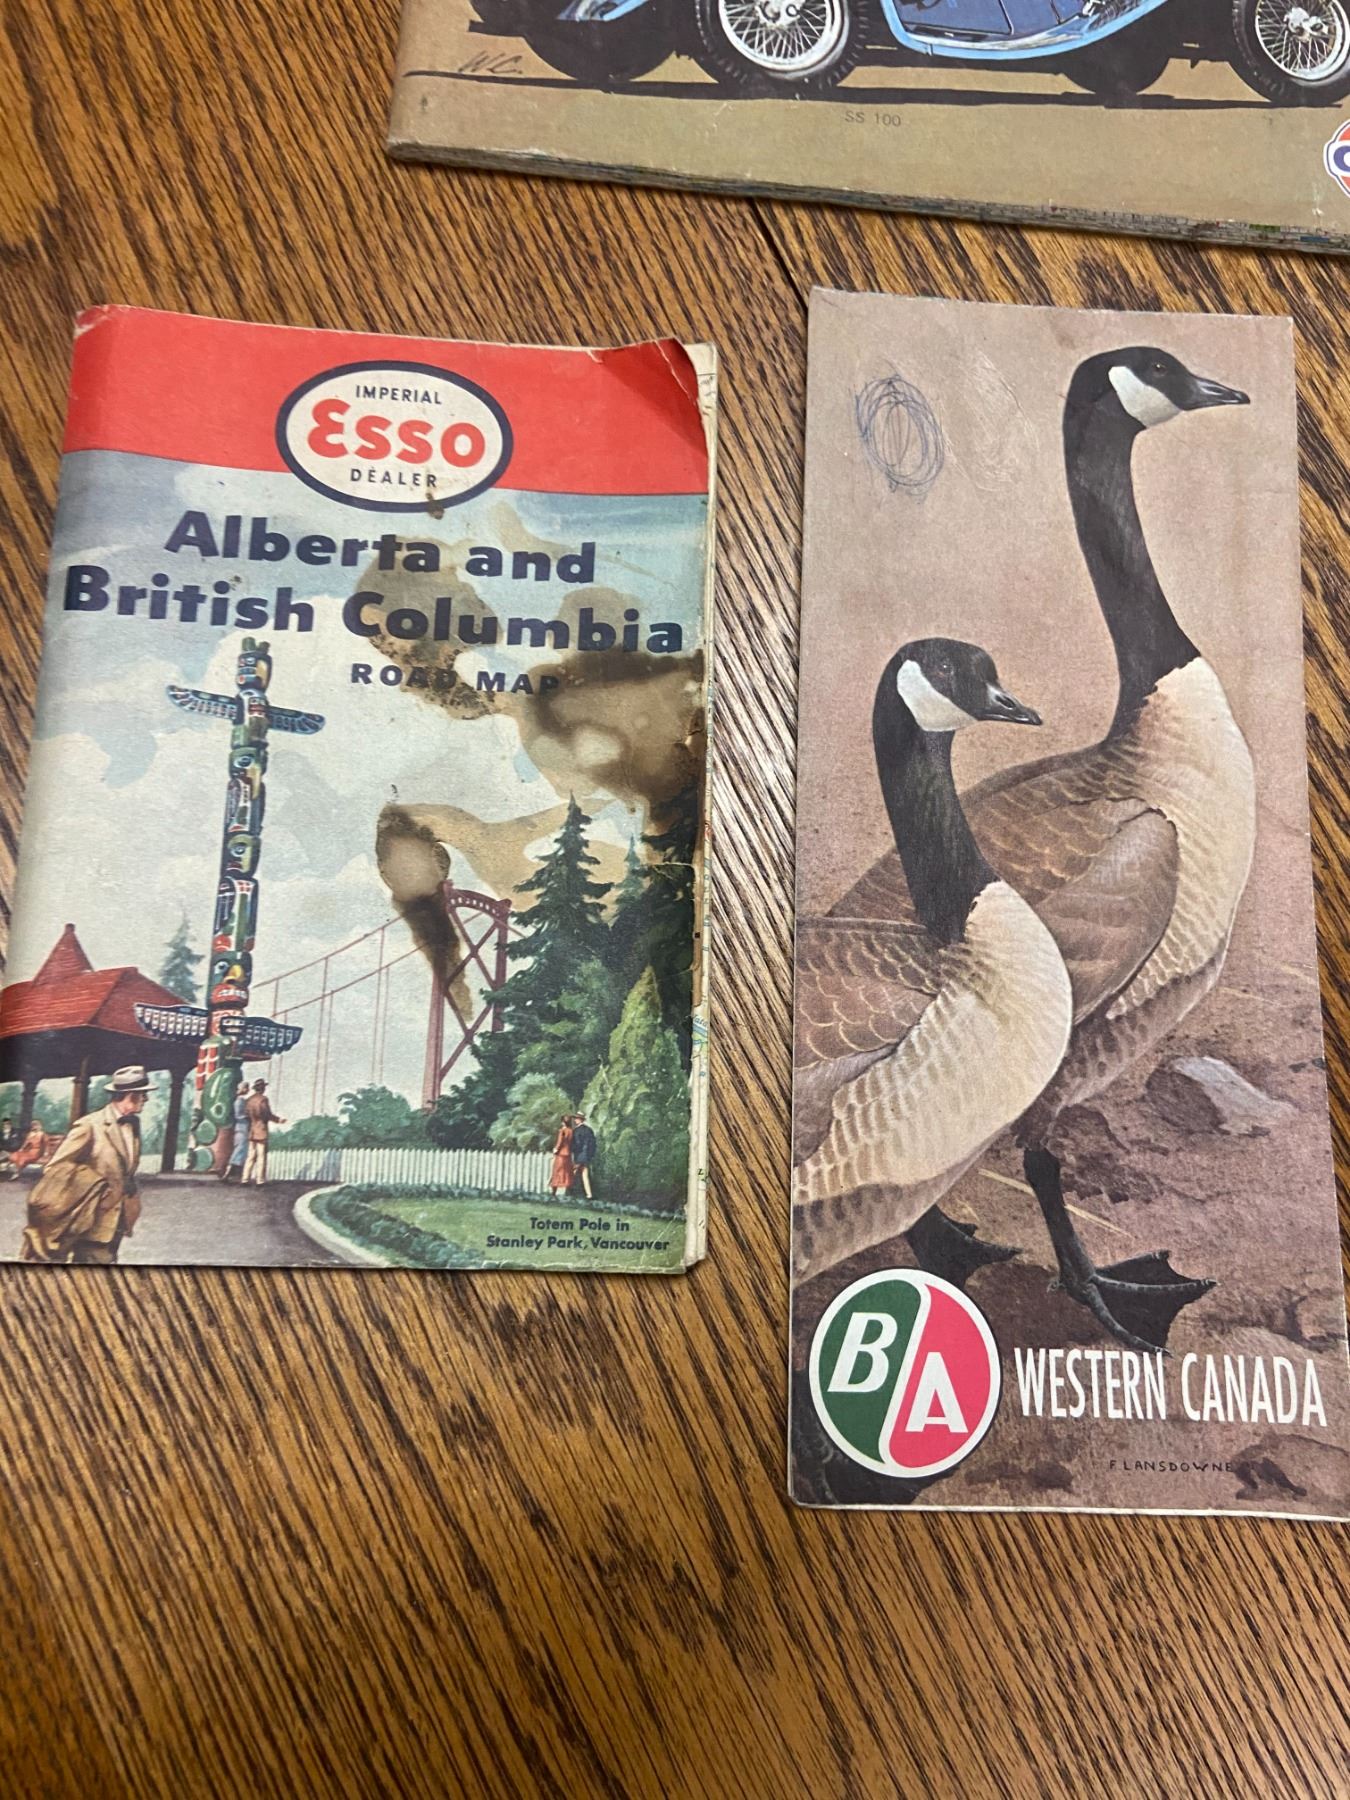 WC.
SS 100
IMPERIAL
Esso
DEALER
Alberta and
British Columbia
ROAD MAP
Totem Pole in
Stanley Park, Vancouver
BA
WESTERN CANADA
F LANSDOWNE